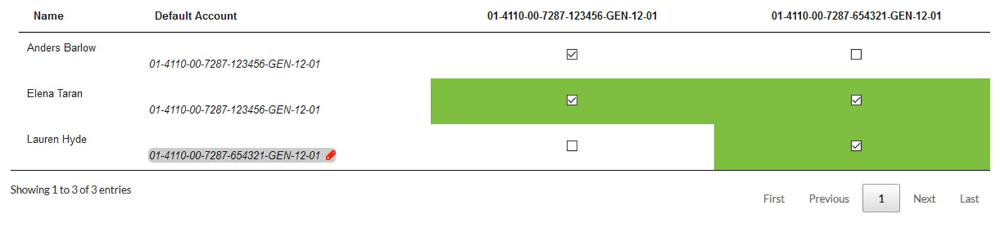 Name Default Account 01-4110-00-7287-123456-GEN-12-01 01-4110-00-7287-654321-GEN-12-01
Anders Barlow
01-4110-00-7287-123456-GEN-12-01
Elena Taran
01-4110-00-7287-123456-GEN-12-01
Lauren Hyde
01-4110-00-7287-654321-GEN-12-01
Showing 1 to 3 of 3 entries
First Previous 1 Next Last